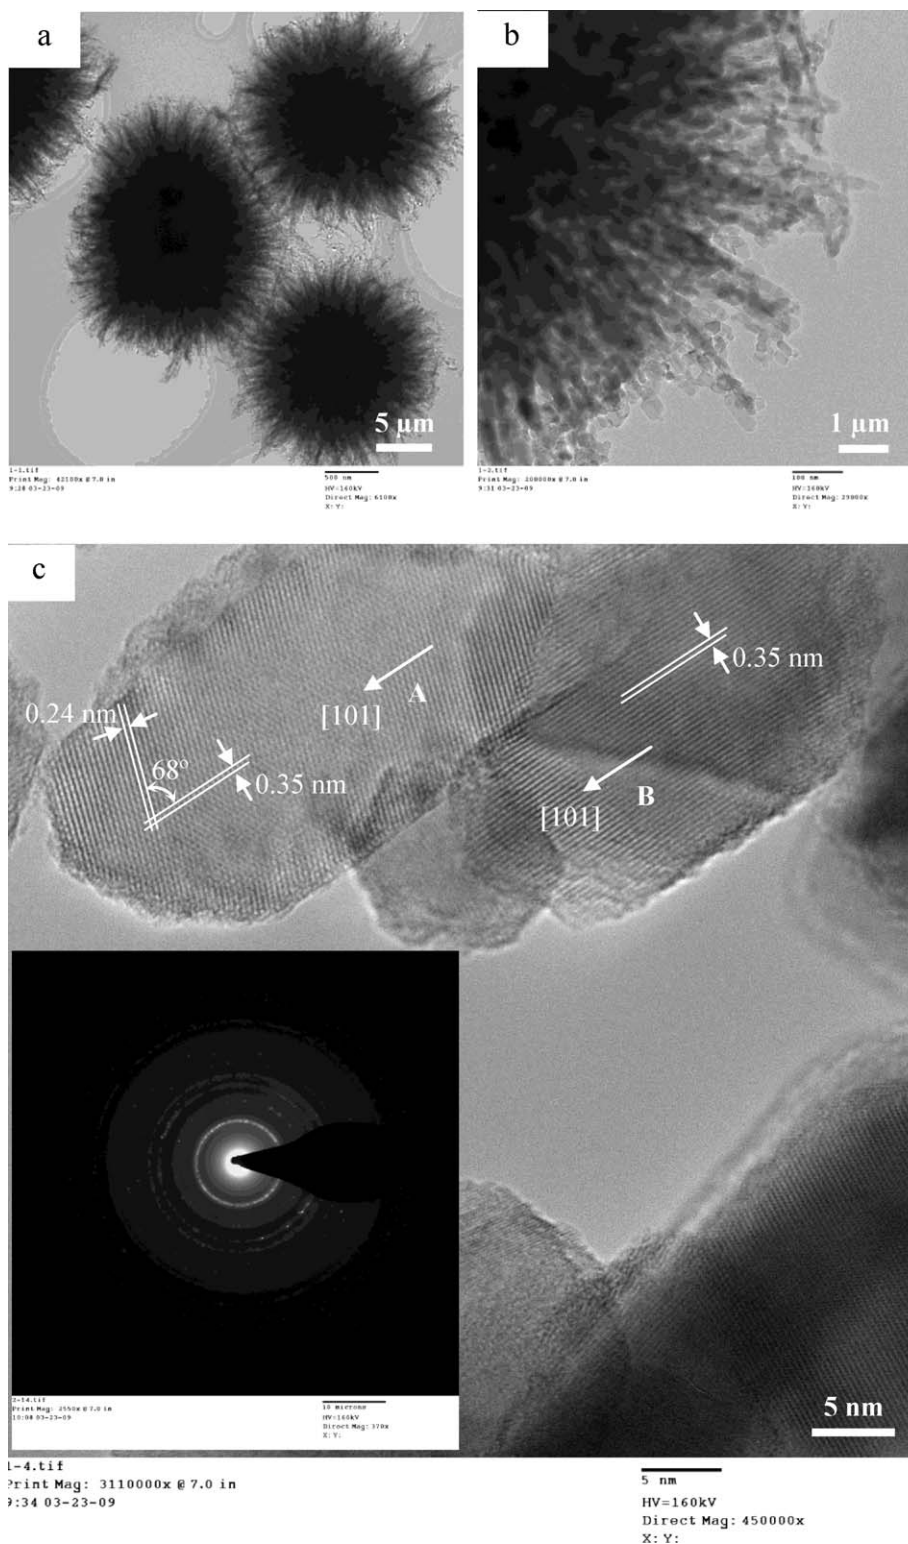 a
b
5 μm
1 μm
1-1.tif
Print Mag: 42100x @ 7.0 in
9:28 03-23-09
500 nm
HV=160kV
Direct Mag: 6100x
X: Y:
1-2.tif
Print Mag: 200000x @ 7.0 in
9:31 03-23-09
100 nm
HV=160kV
Direct Mag: 29000x
X: Y:
c
0.35 nm
A
[101]
0.24 nm
68°
0.35 nm
B
[101]
2-14.tif
Print Mag: 2550x @ 7.0 in
10:08 03-23-09
10 microns
HV=160kV
Direct Mag: 370x
X: Y:
5 nm
1-4.tif
Print Mag: 3110000x @ 7.0 in
9:34 03-23-09
5 nm
HV=160kV
Direct Mag: 450000x
X: Y: